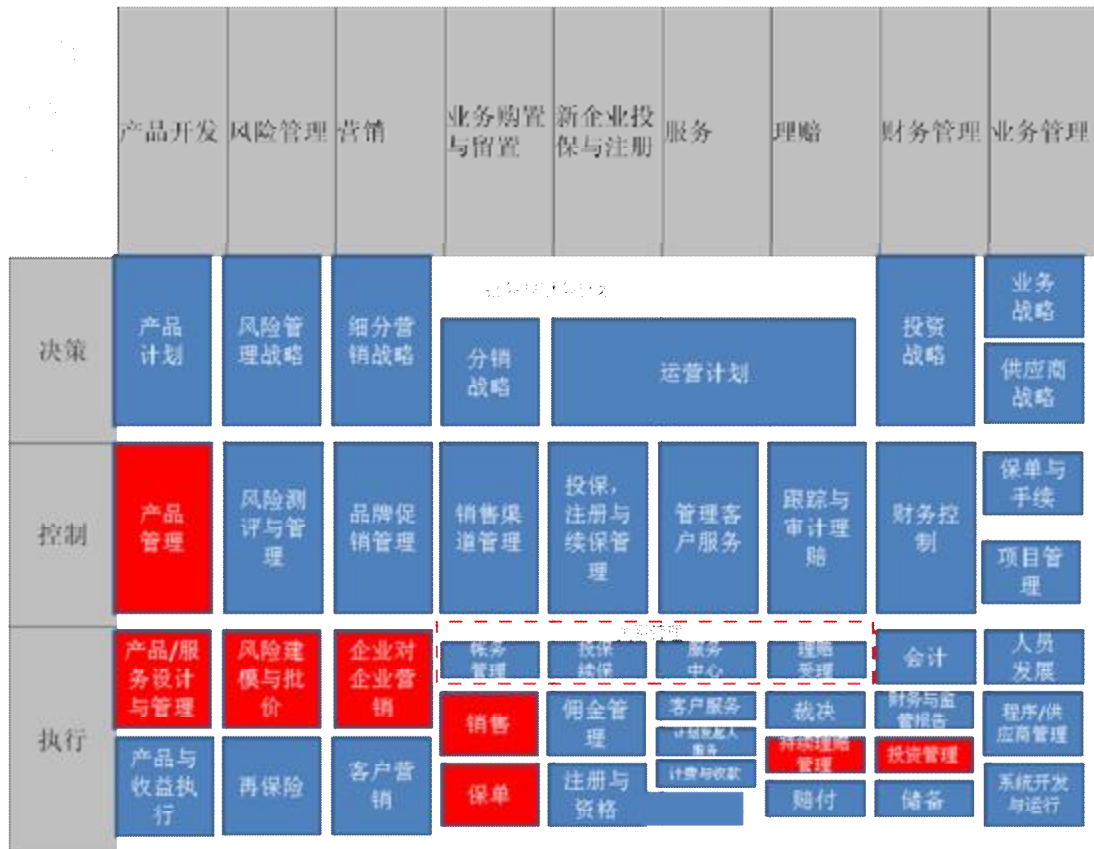 产品开发
风险管理
营销
业务购置
与留置
新企业投
保与注册
服务
理赔
财务管理
业务管理
决策
产品
计划
风险管
理战略
细分营
销战略
分销
战略
运营计划
投资
战略
业务
战略
供应商
战略
控制
产品
管理
风险测
评与管
理
品牌促
销管理
销售渠
道管理
投保，
注册与
续保管
理
管理客
户服务
跟踪与
审计理
赔
财务控
制
保单与
手续
项目管
理
执行
产品/服
务设计
与管理
风险建
模与批
价
企业对
企业营
销
账务
管理
投保
续保
服务
中心
理赔
受理
会计
人员
发展
销售
佣金管
理
客户服务
裁决
财务与监
管报告
程序/供
应商管理
服务
持续理赔
管理
投资管理
产品与
收益执
行
再保险
客户营
销
保单
注册与
资格
计费与收款
赔付
储备
系统开发
与运行